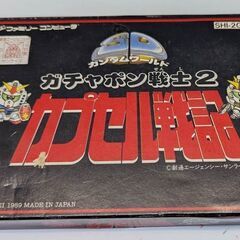 ファミリーコンピュータ
SHI-2G
SD
ガンダムワールド
ガチャポン戦士2
カプセル戦記
©創通エージェンシー・サンラ
1989 MADE IN JAPAN